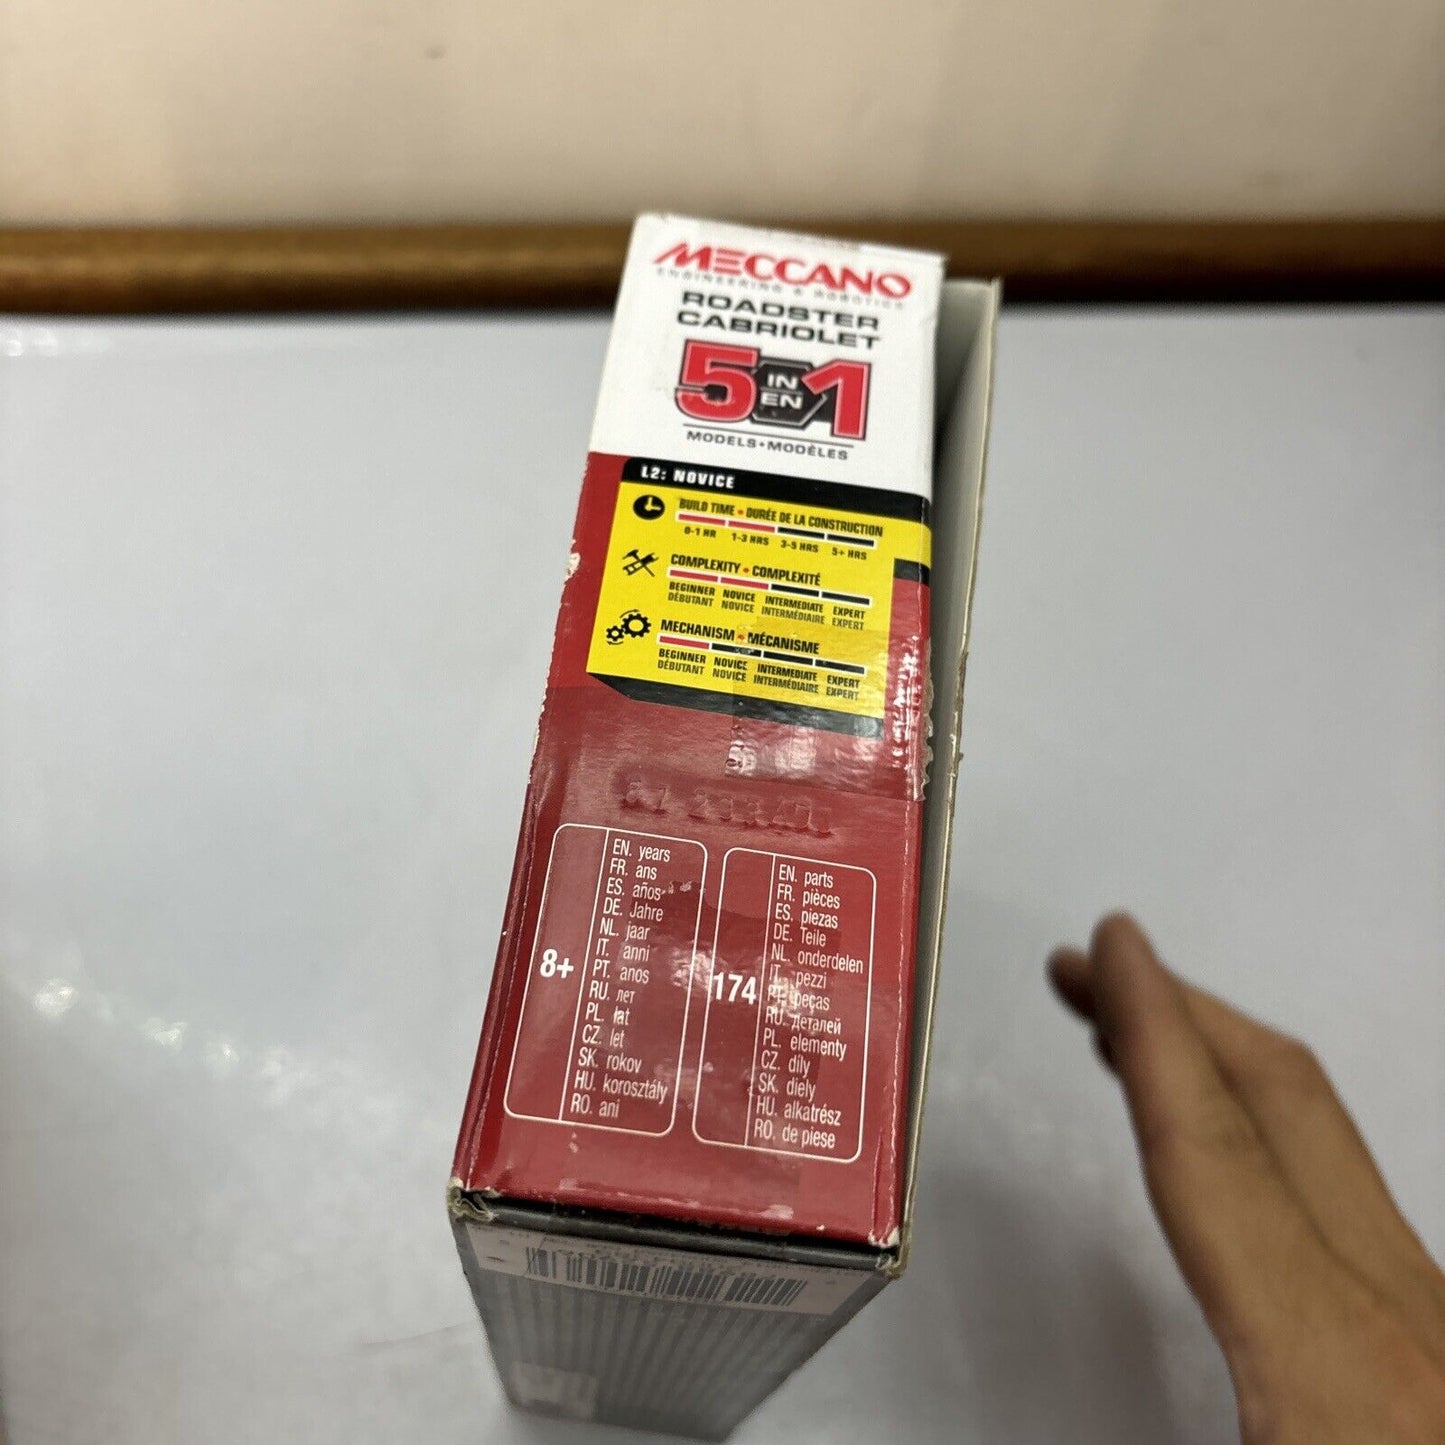 MECCANO
ENGINEERING & ROBOTICS
ROADSTER
CABRIOLET
5 IN EN 1
MODELS•MODÈLES
L2: NOVICE
BUILD TIME • DURÉE DE LA CONSTRUCTION
0-1 HR 1-3 HRS 3-5 HRS 5+ HRS
COMPLEXITY • COMPLEXITÉ
BEGINNER NOVICE INTERMEDIATE EXPERT
DÉBUTANT NOVICE INTERMÉDIAIRE EXPERT
MECHANISM • MÉCANISME
BEGINNER NOVICE INTERMEDIATE EXPERT
DÉBUTANT NOVICE INTERMÉDIAIRE EXPERT
8+
EN. years
FR. ans
ES. años
DE. Jahre
NL. jaar
IT. anni
PT. anos
RU. лет
PL. łat
CZ. let
SK. rokov
HU. korosztály
RO. ani
174
EN. parts
FR. pièces
ES. piezas
DE. Teile
NL. onderdelen
IT. pezzi
PT. peças
RU. деталей
PL. elementy
CZ. díly
SK. diely
HU. alkatrész
RO. de piese